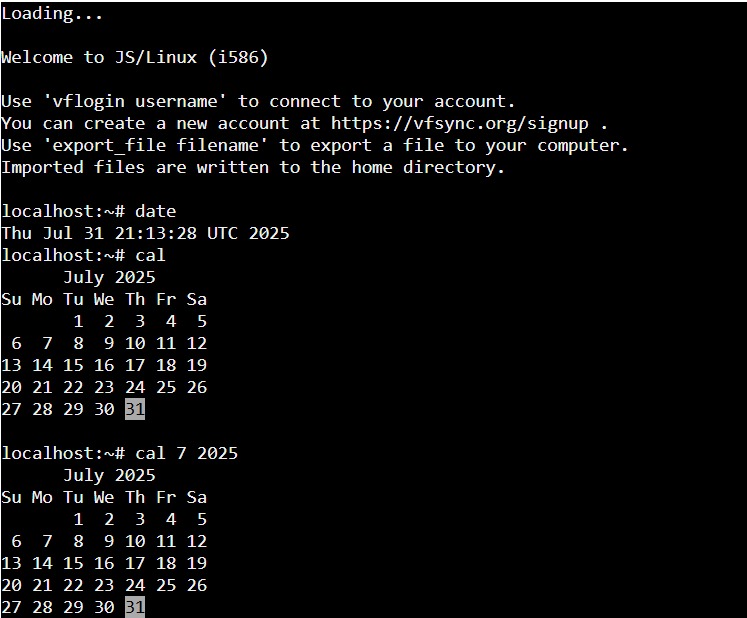 Loading...

Welcome to JS/Linux (i586)

Use 'vflogin username' to connect to your account.
You can create a new account at https://vfsync.org/signup .
Use 'export_file filename' to export a file to your computer.
Imported files are written to the home directory.

localhost:~# date
Thu Jul 31 21:13:28 UTC 2025
localhost:~# cal
      July 2025
Su Mo Tu We Th Fr Sa
       1  2  3  4  5
 6  7  8  9 10 11 12
13 14 15 16 17 18 19
20 21 22 23 24 25 26
27 28 29 30 31

localhost:~# cal 7 2025
      July 2025
Su Mo Tu We Th Fr Sa
       1  2  3  4  5
 6  7  8  9 10 11 12
13 14 15 16 17 18 19
20 21 22 23 24 25 26
27 28 29 30 31